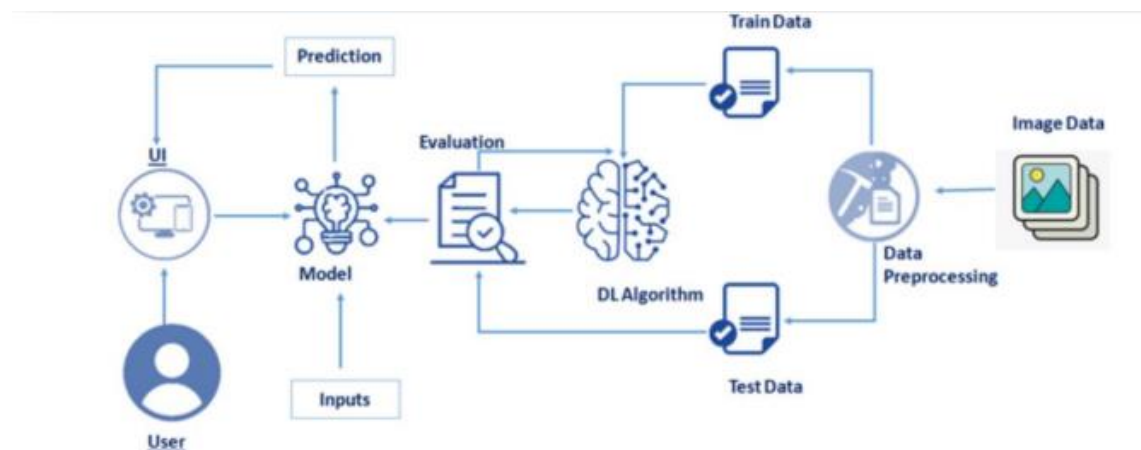 Train Data
Prediction
Image Data
Evaluation
UI
Data
Preprocessing
Model
DL Algorithm
Test Data
Inputs
User